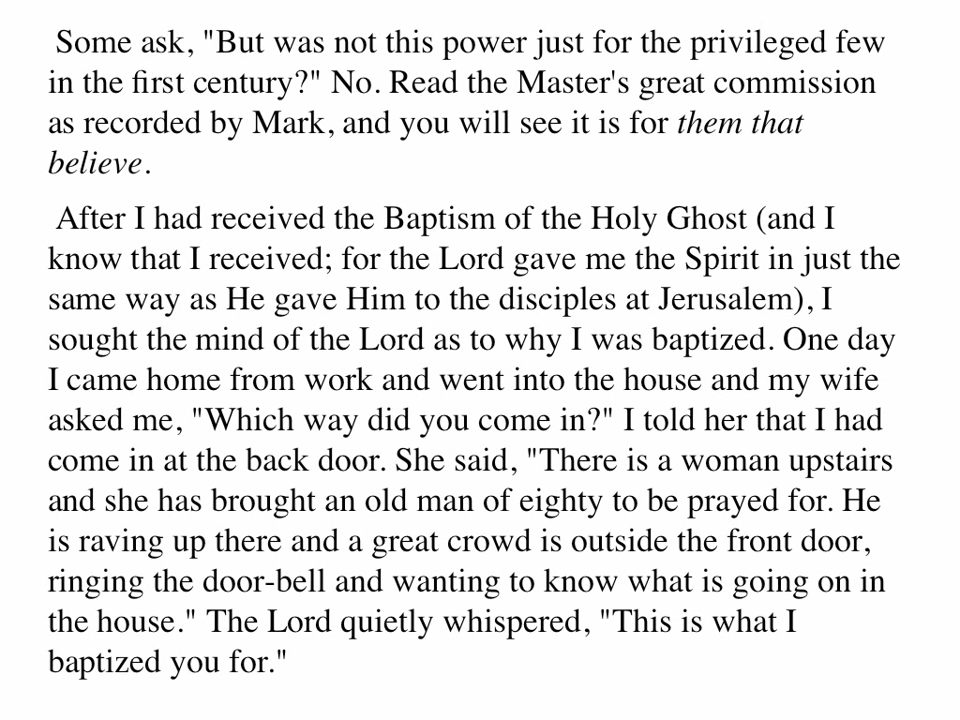 Some ask, "But was not this power just for the privileged few
in the first century?" No. Read the Master's great commission
as recorded by Mark, and you will see it is for them that
believe.
After I had received the Baptism of the Holy Ghost (and I
know that I received; for the Lord gave me the Spirit in just the
same way as He gave Him to the disciples at Jerusalem), I
sought the mind of the Lord as to why I was baptized. One day
I came home from work and went into the house and my wife
asked me, "Which way did you come in?" I told her that I had
come in at the back door. She said, "There is a woman upstairs
and she has brought an old man of eighty to be prayed for. He
is raving up there and a great crowd is outside the front door,
ringing the door-bell and wanting to know what is going on in
the house." The Lord quietly whispered, "This is what I
baptized you for."